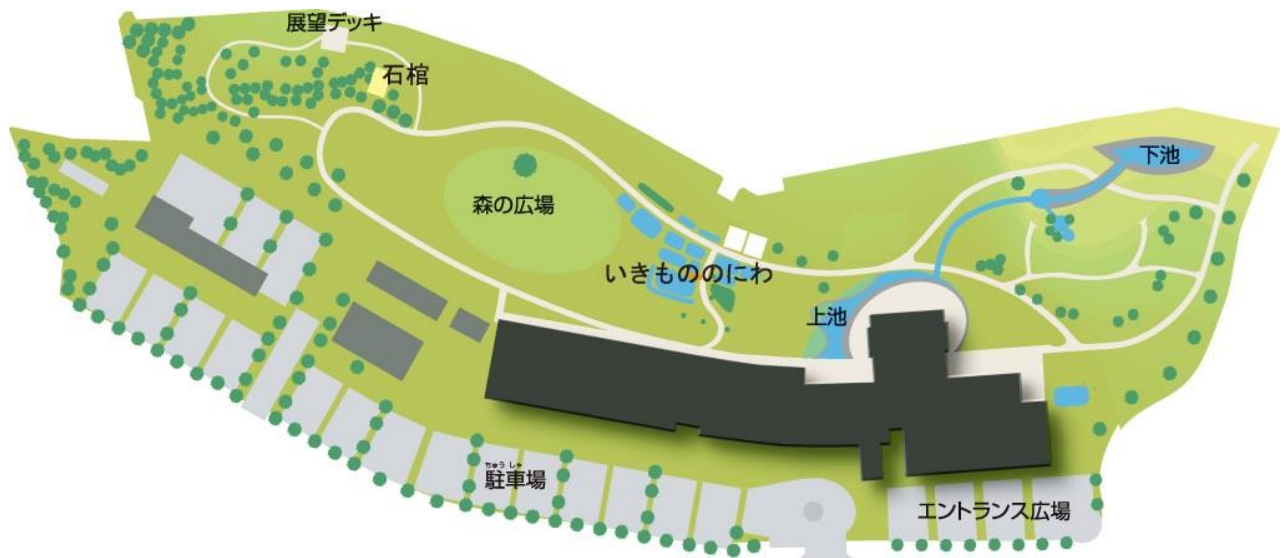 展望デッキ
石棺
下池
森の広場
いきもののにわ
上池
ちゅうしゃ
駐車場
エントランス広場